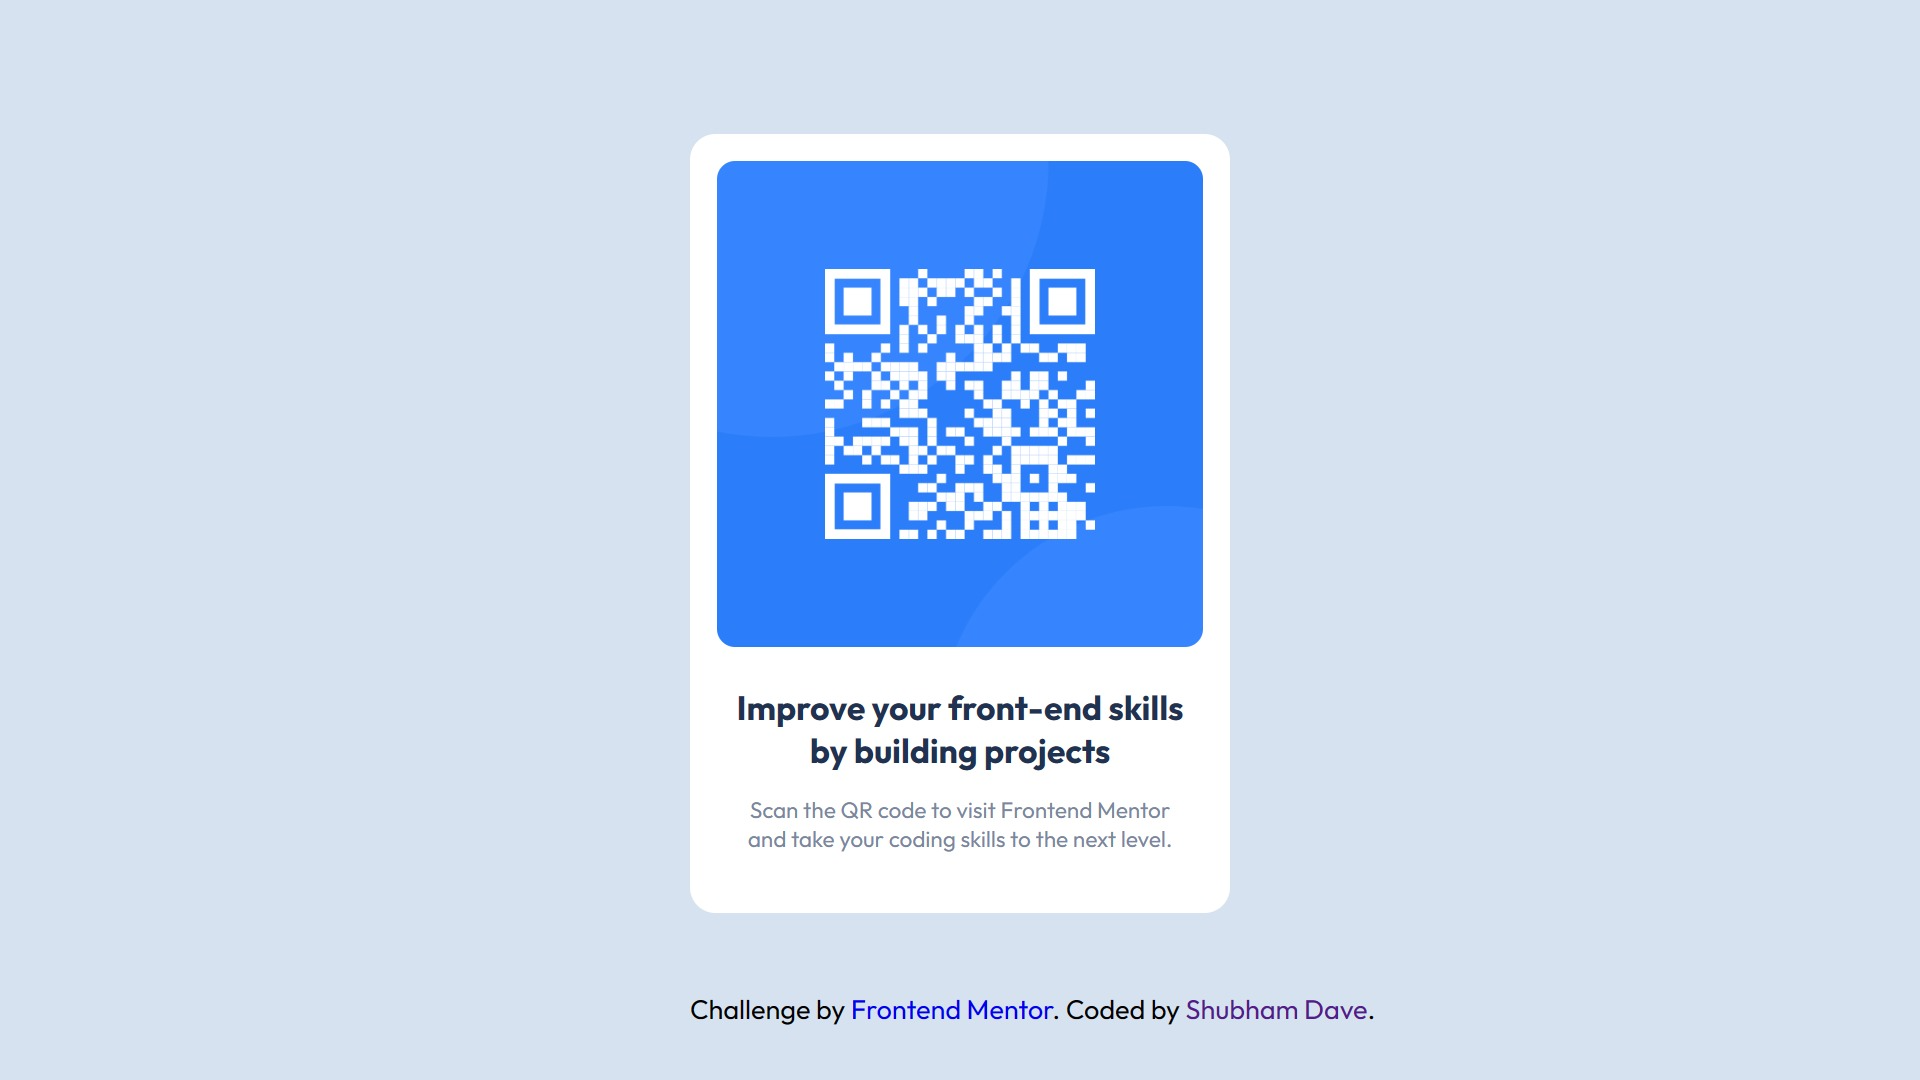 Improve your front-end skills
by building projects
Scan the QR code to visit Frontend Mentor
and take your coding skills to the next level.
Challenge by Frontend Mentor. Coded by Shubham Dave.